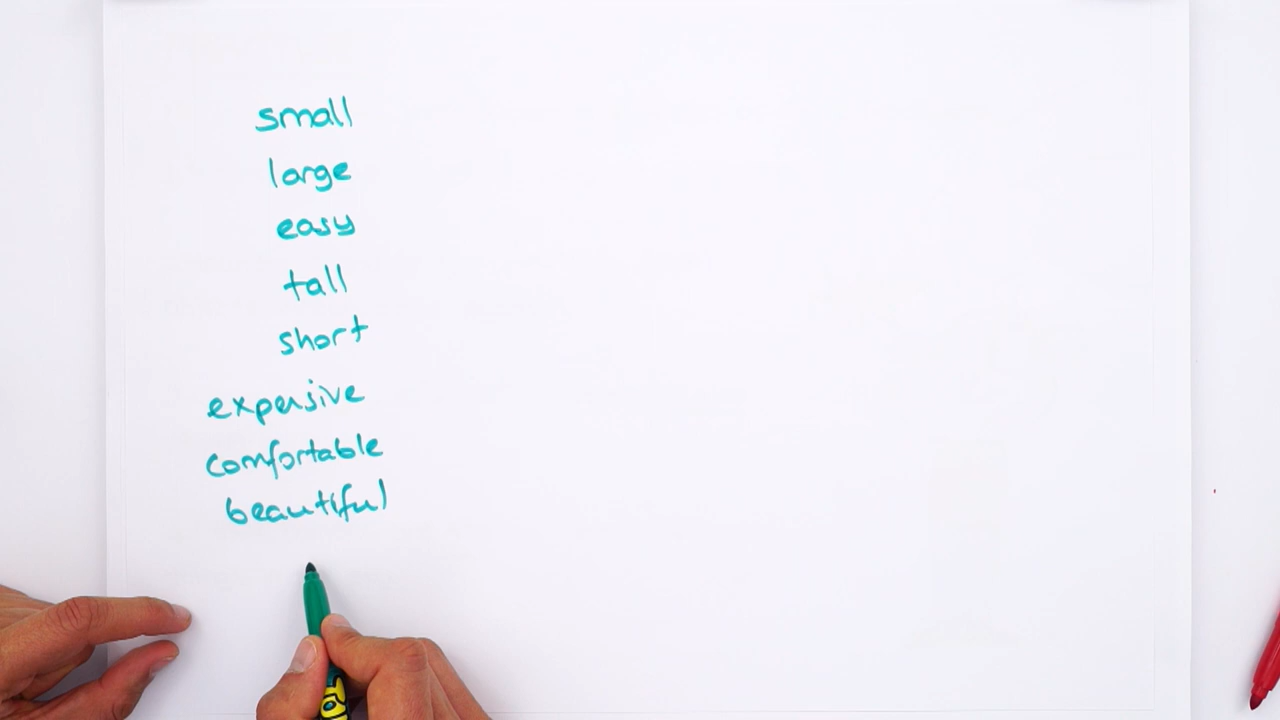 small
large
easy
tall
short
expensive
comfortable
beautiful